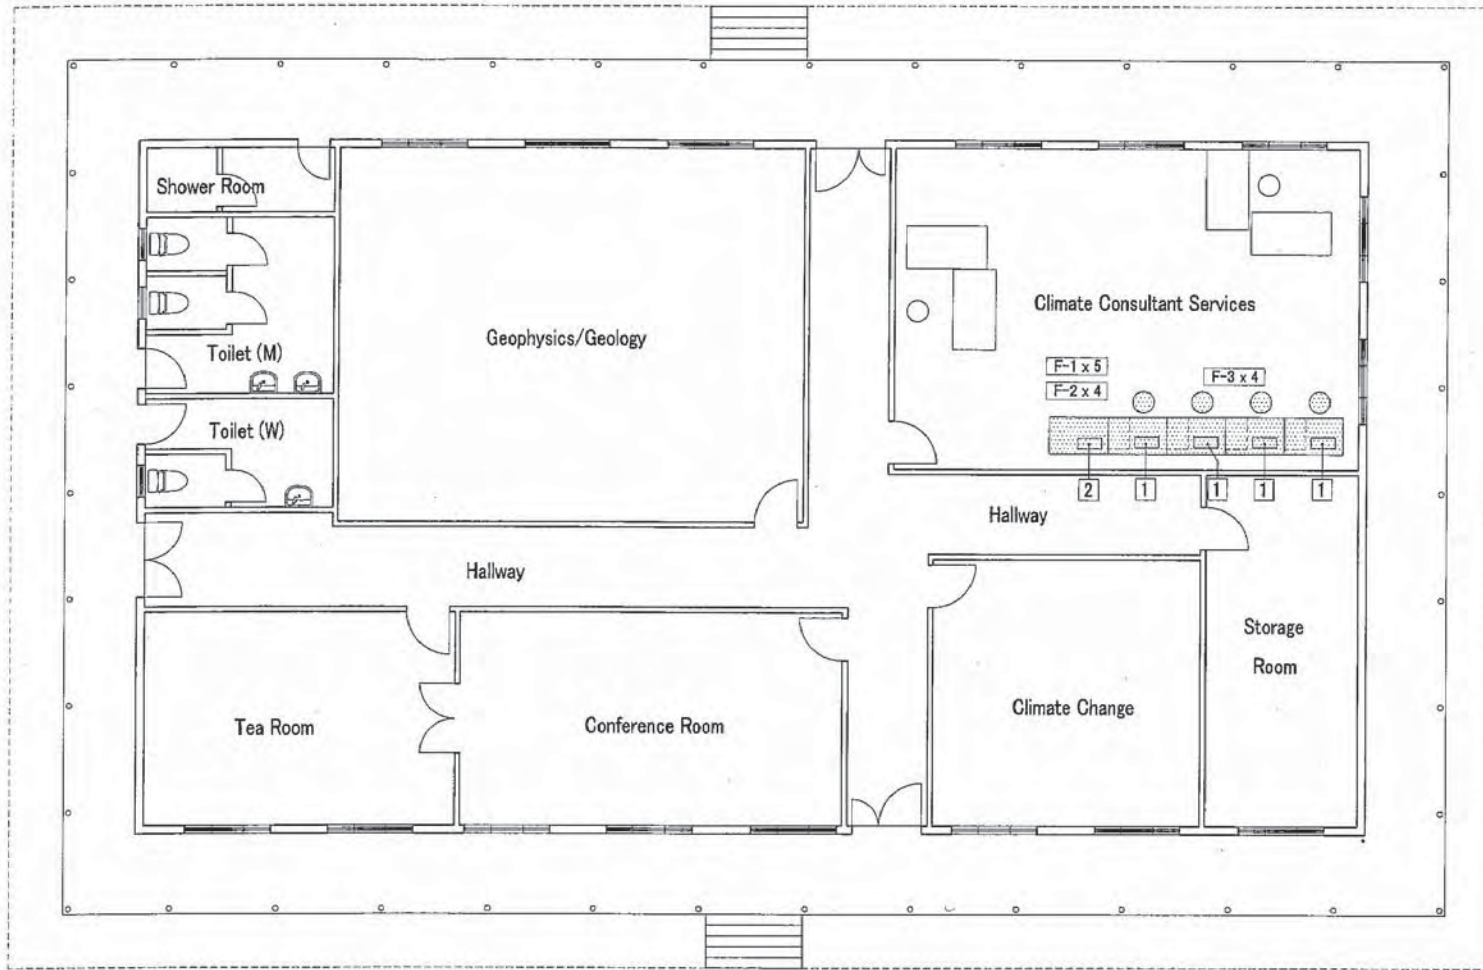 Shower Room
Geophysics/Geology
Climate Consultant Services
Toilet (M)
F-1 x 5
F-2 x 4
F-3 x 4
Toilet (W)
2
1
1
1
1
Hallway
Hallway
Storage
Room
Tea Room
Conference Room
Climate Change